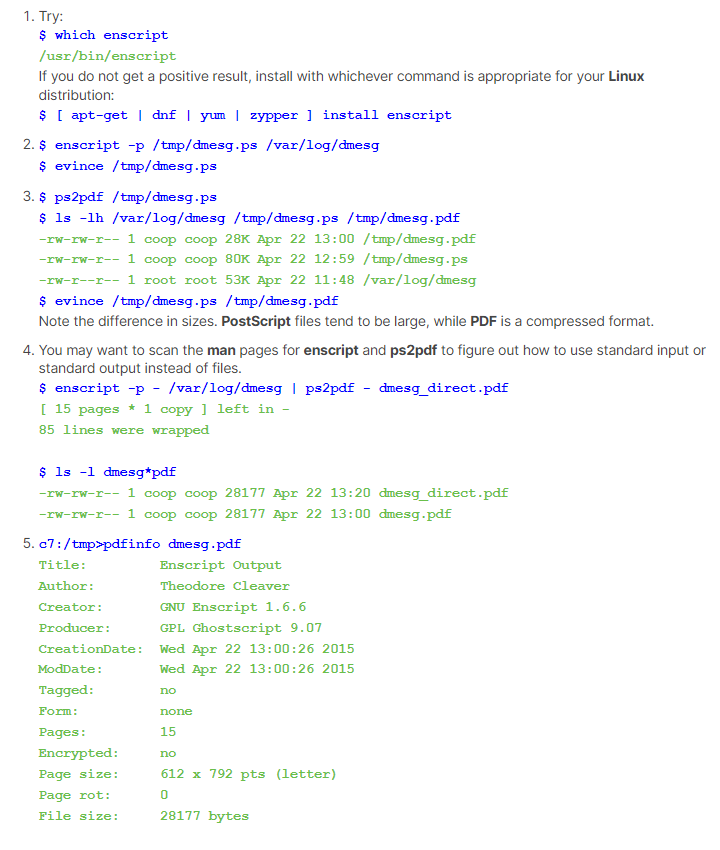 1. Try:
$ which enscript
/usr/bin/enscript
If you do not get a positive result, install with whichever command is appropriate for your Linux
distribution:
$ [ apt-get | dnf | yum | zypper ] install enscript
2. $ enscript -p /tmp/dmesg.ps /var/log/dmesg
$ evince /tmp/dmesg.ps
3. $ ps2pdf /tmp/dmesg.ps
$ ls -lh /var/log/dmesg /tmp/dmesg.ps /tmp/dmesg.pdf
-rw-rw-r-- 1 coop coop 28K Apr 22 13:00 /tmp/dmesg.pdf
-rw-rw-r-- 1 coop coop 80K Apr 22 12:59 /tmp/dmesg.ps
-rw-r--r-- 1 root root 53K Apr 22 11:48 /var/log/dmesg
$ evince /tmp/dmesg.ps /tmp/dmesg.pdf
Note the difference in sizes. PostScript files tend to be large, while PDF is a compressed format.
4. You may want to scan the man pages for enscript and ps2pdf to figure out how to use standard input or
standard output instead of files.
$ enscript -p - /var/log/dmesg | ps2pdf - dmesg_direct.pdf
[ 15 pages * 1 copy ] left in -
85 lines were wrapped
$ ls -l dmesg*pdf
-rw-rw-r-- 1 coop coop 28177 Apr 22 13:20 dmesg_direct.pdf
-rw-rw-r-- 1 coop coop 28177 Apr 22 13:00 dmesg.pdf
5. c7:/tmp>pdfinfo dmesg.pdf
Title: Enscript Output
Author: Theodore Cleaver
Creator: GNU Enscript 1.6.6
Producer: GPL Ghostscript 9.07
CreationDate: Wed Apr 22 13:00:26 2015
ModDate: Wed Apr 22 13:00:26 2015
Tagged: no
Form: none
Pages: 15
Encrypted: no
Page size: 612 x 792 pts (letter)
Page rot: 0
File size: 28177 bytes